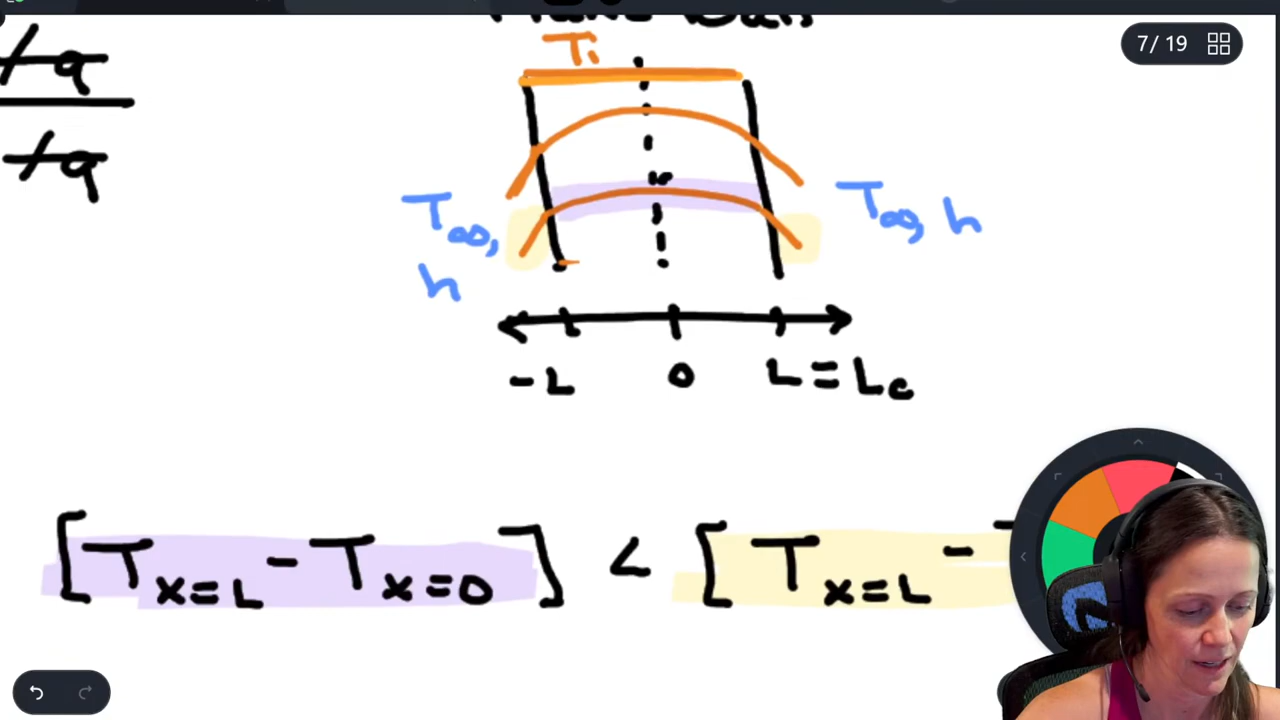 7/19
Ti
T∞,
h
T∞, h
-L 0 L=Lc
[Tx=L - Tx=0] < [Tx=L -